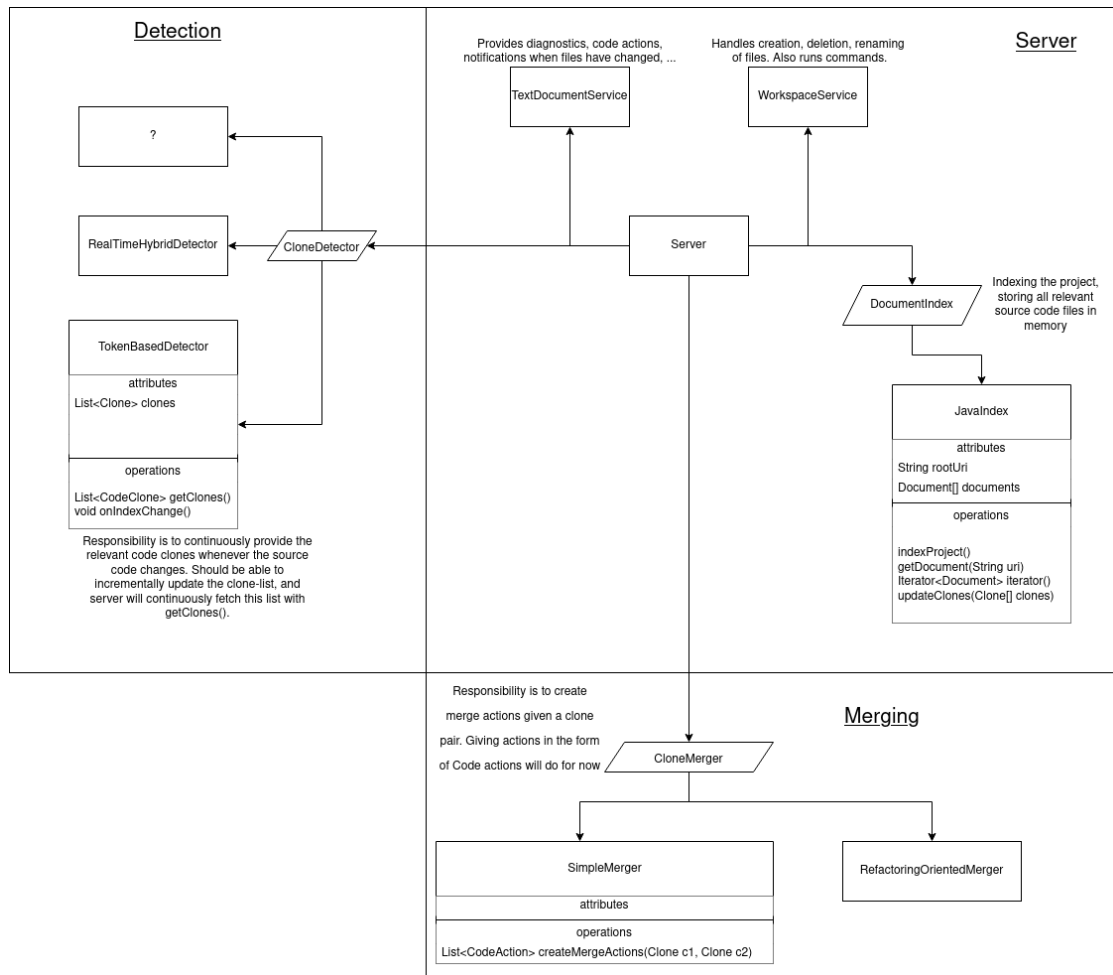 Detection
Server
Provides diagnostics, code actions,
notifications when files have changed, ...
TextDocumentService
Handles creation, deletion, renaming
of files. Also runs commands.
WorkspaceService
?
RealTimeHybridDetector
CloneDetector
Server
DocumentIndex
Indexing the project,
storing all relevant
source code files in
memory
TokenBasedDetector
attributes
List<Clone> clones
operations
List<CodeClone> getClones()
void onIndexChange()
Responsibility is to continuously provide the
relevant code clones whenever the source
code changes. Should be able to
incrementally update the clone-list, and
server will continuously fetch this list with
getClones().
JavaIndex
attributes
String rootUri
Document[] documents
operations
indexProject()
getDocument(String uri)
Iterator<Document> iterator()
updateClones(Clone[] clones)
Merging
Responsibility is to create
merge actions given a clone
pair. Giving actions in the form
of Code actions will do for now
CloneMerger
SimpleMerger
attributes
operations
List<CodeAction> createMergeActions(Clone c1, Clone c2)
RefactoringOrientedMerger